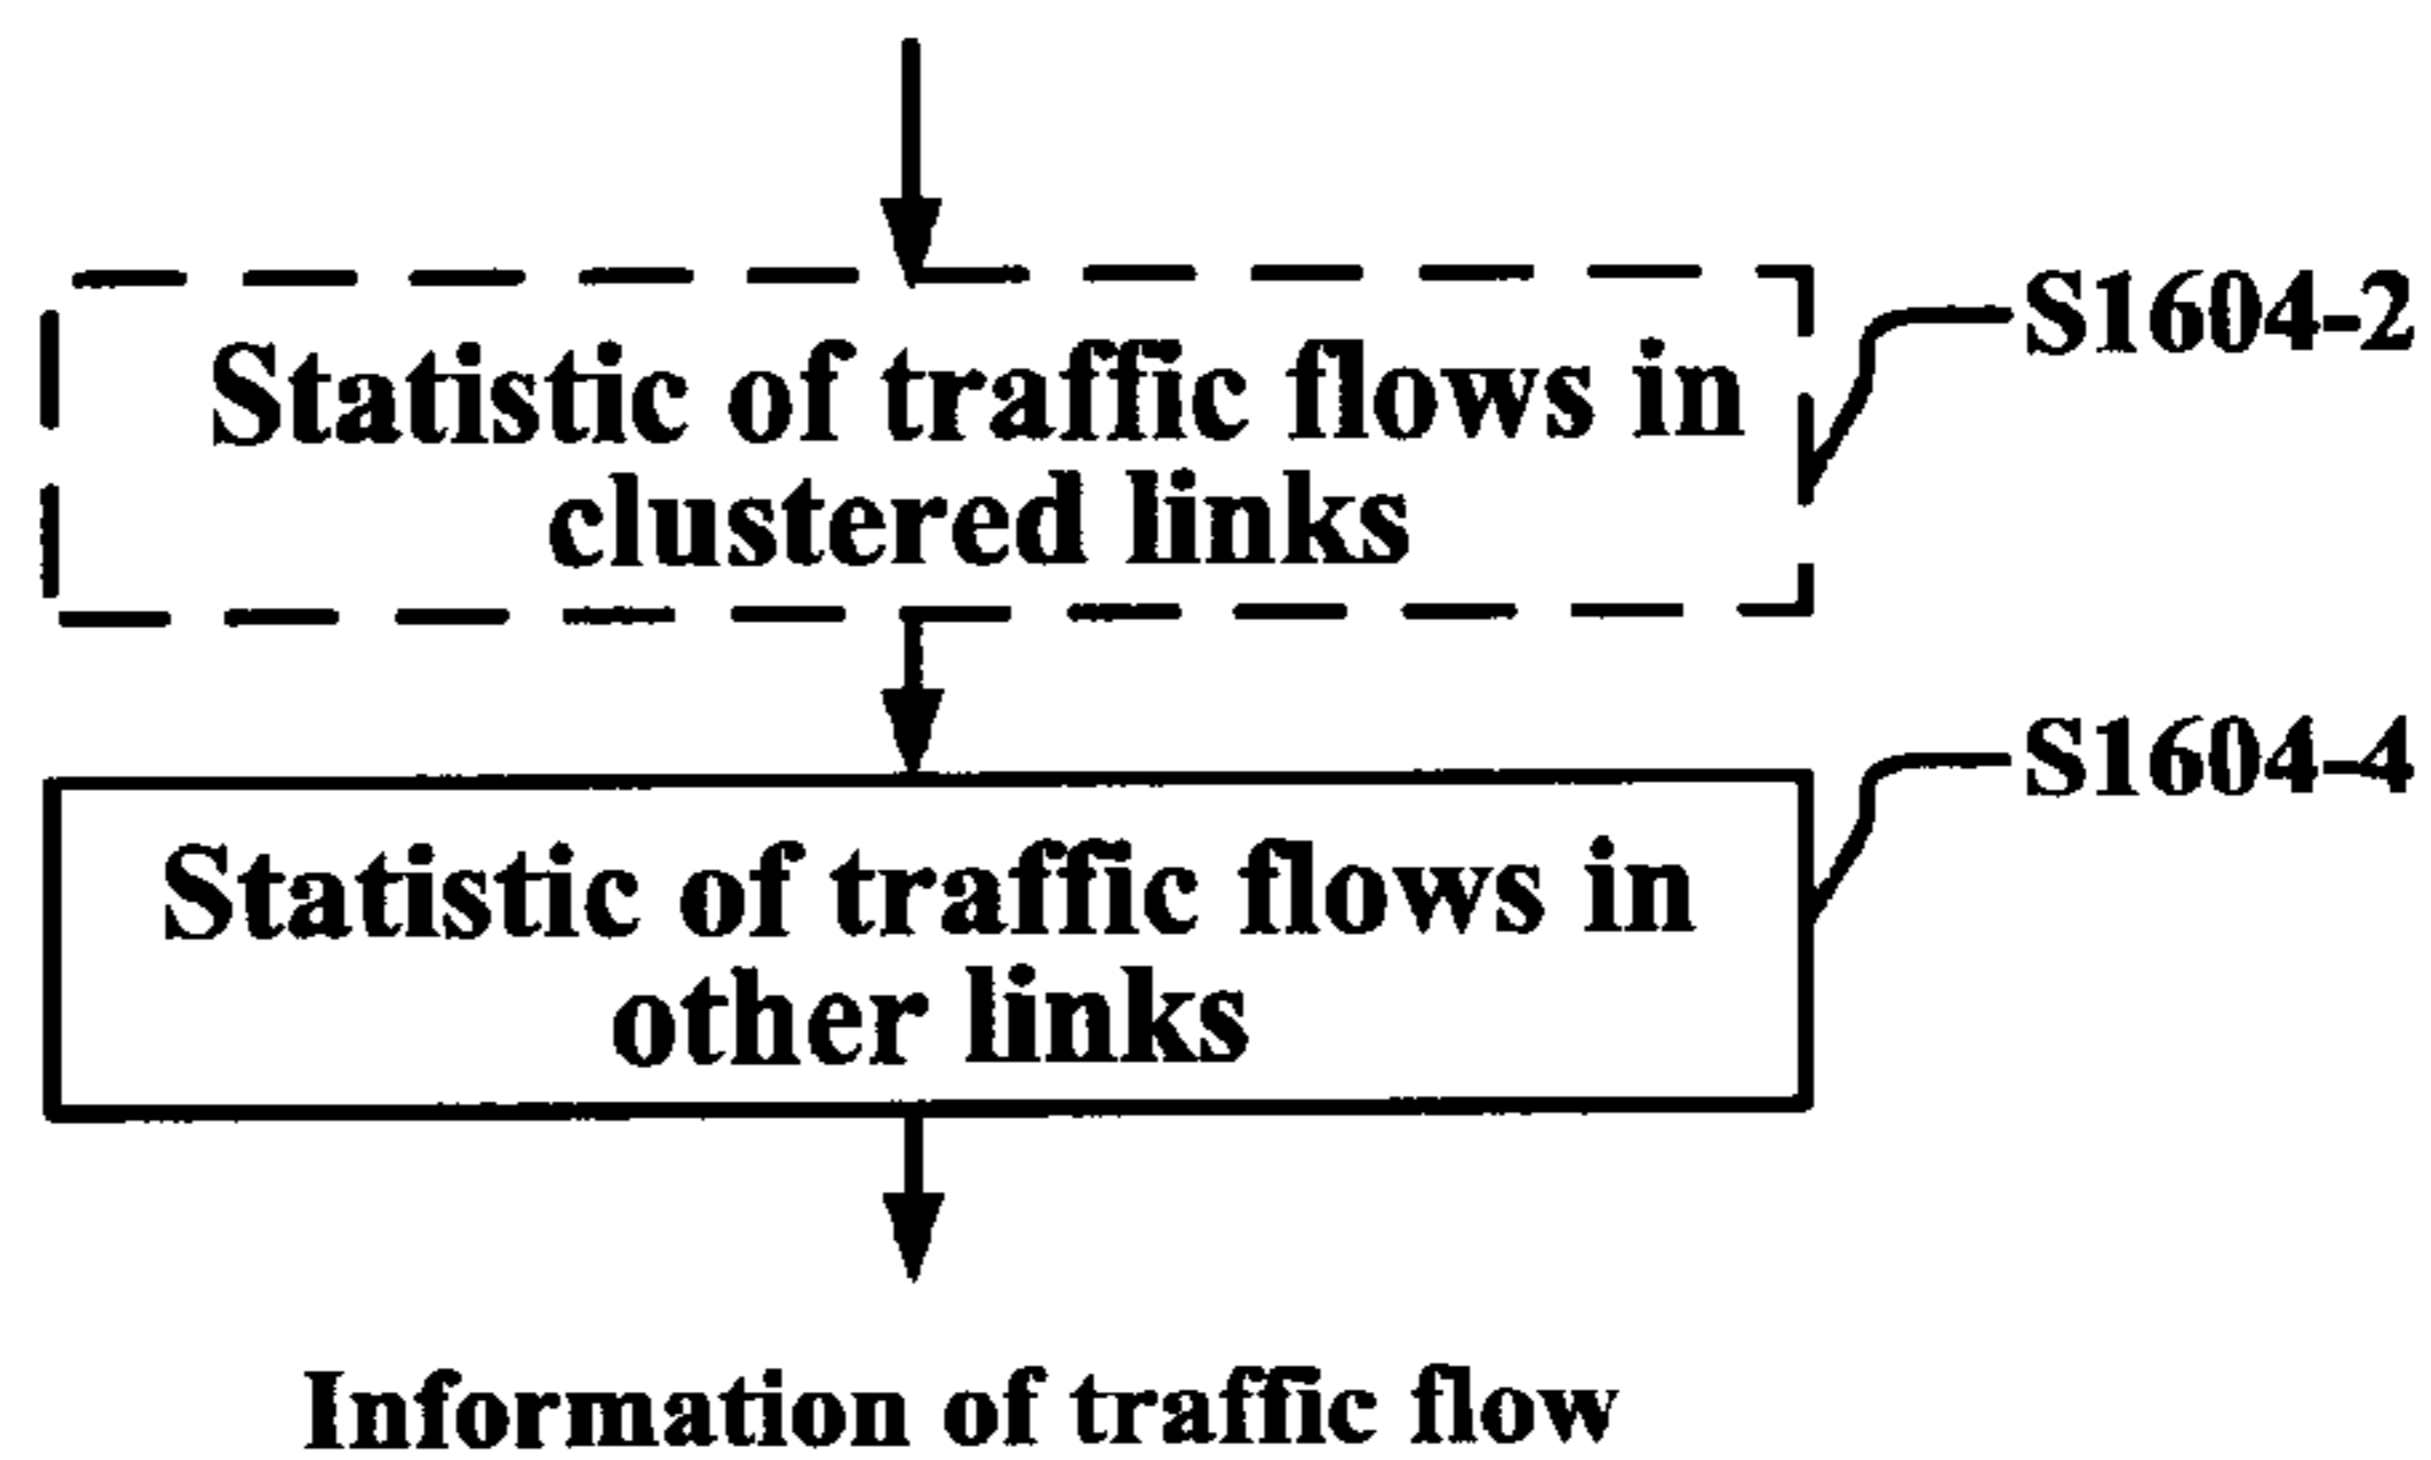 S1604-2
Statistic of traffic flows in
clustered links
S1604-4
Statistic of traffic flows in
other links
Information of traffic flow